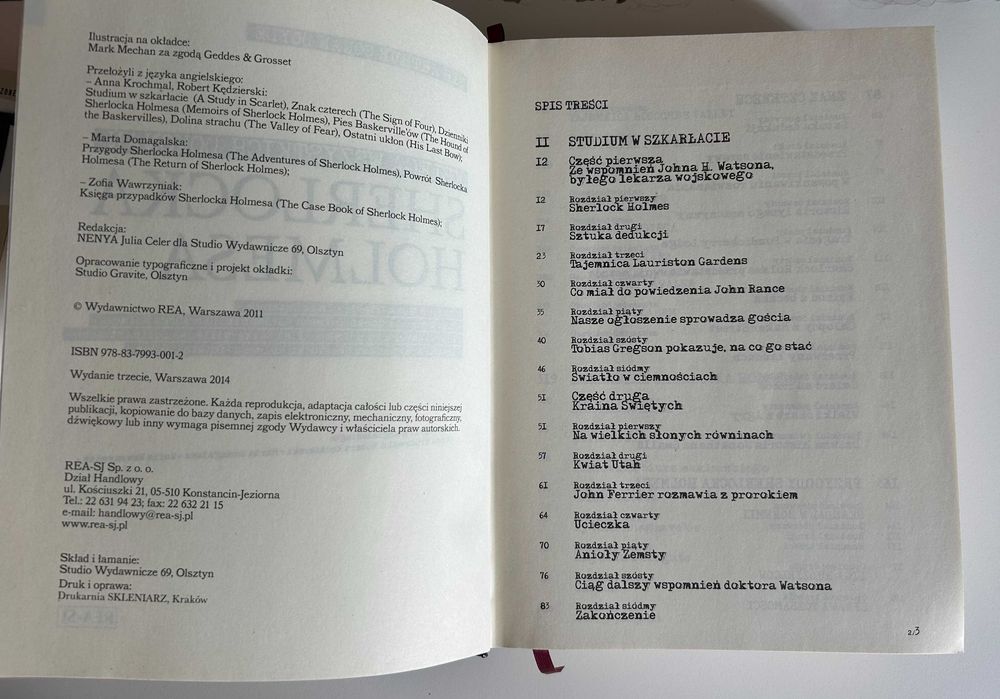 Ilustracja na okładce:
Mark Mechan za zgodą Geddes & Grosset
Przełożyli z języka angielskiego:
– Anna Krochmal, Robert Kędzierski:
Studium w szkarłacie (A Study in Scarlet), Znak czterech (The Sign of Four), Dzienniki
Sherlocka Holmesa (Memoirs of Sherlock Holmes), Pies Baskerville'ów (The Hound of
the Baskervilles), Dolina strachu (The Valley of Fear), Ostatni ukłon (His Last Bow);
– Marta Domagalska:
Przygody Sherlocka Holmesa (The Adventures of Sherlock Holmes), Powrót Sherlocka
Holmesa (The Return of Sherlock Holmes);
– Zofia Wawrzyniak:
Księga przypadków Sherlocka Holmesa (The Case Book of Sherlock Holmes);
Redakcja:
NENYA Julia Celer dla Studio Wydawnicze 69, Olsztyn
Opracowanie typograficzne i projekt okładki:
Studio Gravite, Olsztyn
© Wydawnictwo REA, Warszawa 2011
ISBN 978-83-7993-001-2
Wydanie trzecie, Warszawa 2014
Wszelkie prawa zastrzeżone. Każda reprodukcja, adaptacja całości lub części niniejszej
publikacji, kopiowanie do bazy danych, zapis elektroniczny, mechaniczny, fotograficzny,
dźwiękowy lub inny wymaga pisemnej zgody Wydawcy i właściciela praw autorskich.
REA-SJ Sp. z o. o.
Dział Handlowy
ul. Kościuszki 21, 05-510 Konstancin-Jeziorna
Tel.: 22 631 94 23; fax: 22 632 21 15
e-mail: handlowy@rea-sj.pl
www.rea-sj.pl
Skład i łamanie:
Studio Wydawnicze 69, Olsztyn
Druk i oprawa:
Drukarnia SKLENIARZ, Kraków
SPIS TREŚCI
11 STUDIUM W SZKARŁACIE
12 Część pierwsza
Ze wspomnień Johna H. Watsona,
byłego lekarza wojskowego
12 Rozdział pierwszy
Sherlock Holmes
17 Rozdział drugi
Sztuka dedukcji
23 Rozdział trzeci
Tajemnica Lauriston Gardens
30 Rozdział czwarty
Co miał do powiedzenia John Rance
35 Rozdział piąty
Nasze ogłoszenie sprowadza gościa
40 Rozdział szósty
Tobias Gregson pokazuje, na co go stać
46 Rozdział siódmy
Światło w ciemnościach
51 Część druga
Kraina Świętych
51 Rozdział pierwszy
Na wielkich słonych równinach
57 Rozdział drugi
Kwiat Utah
61 Rozdział trzeci
John Ferrier rozmawia z prorokiem
64 Rozdział czwarty
Ucieczka
70 Rozdział piąty
Anioły Zemsty
76 Rozdział szósty
Ciąg dalszy wspomnień doktora Watsona
83 Rozdział siódmy
Zakończenie
2/3